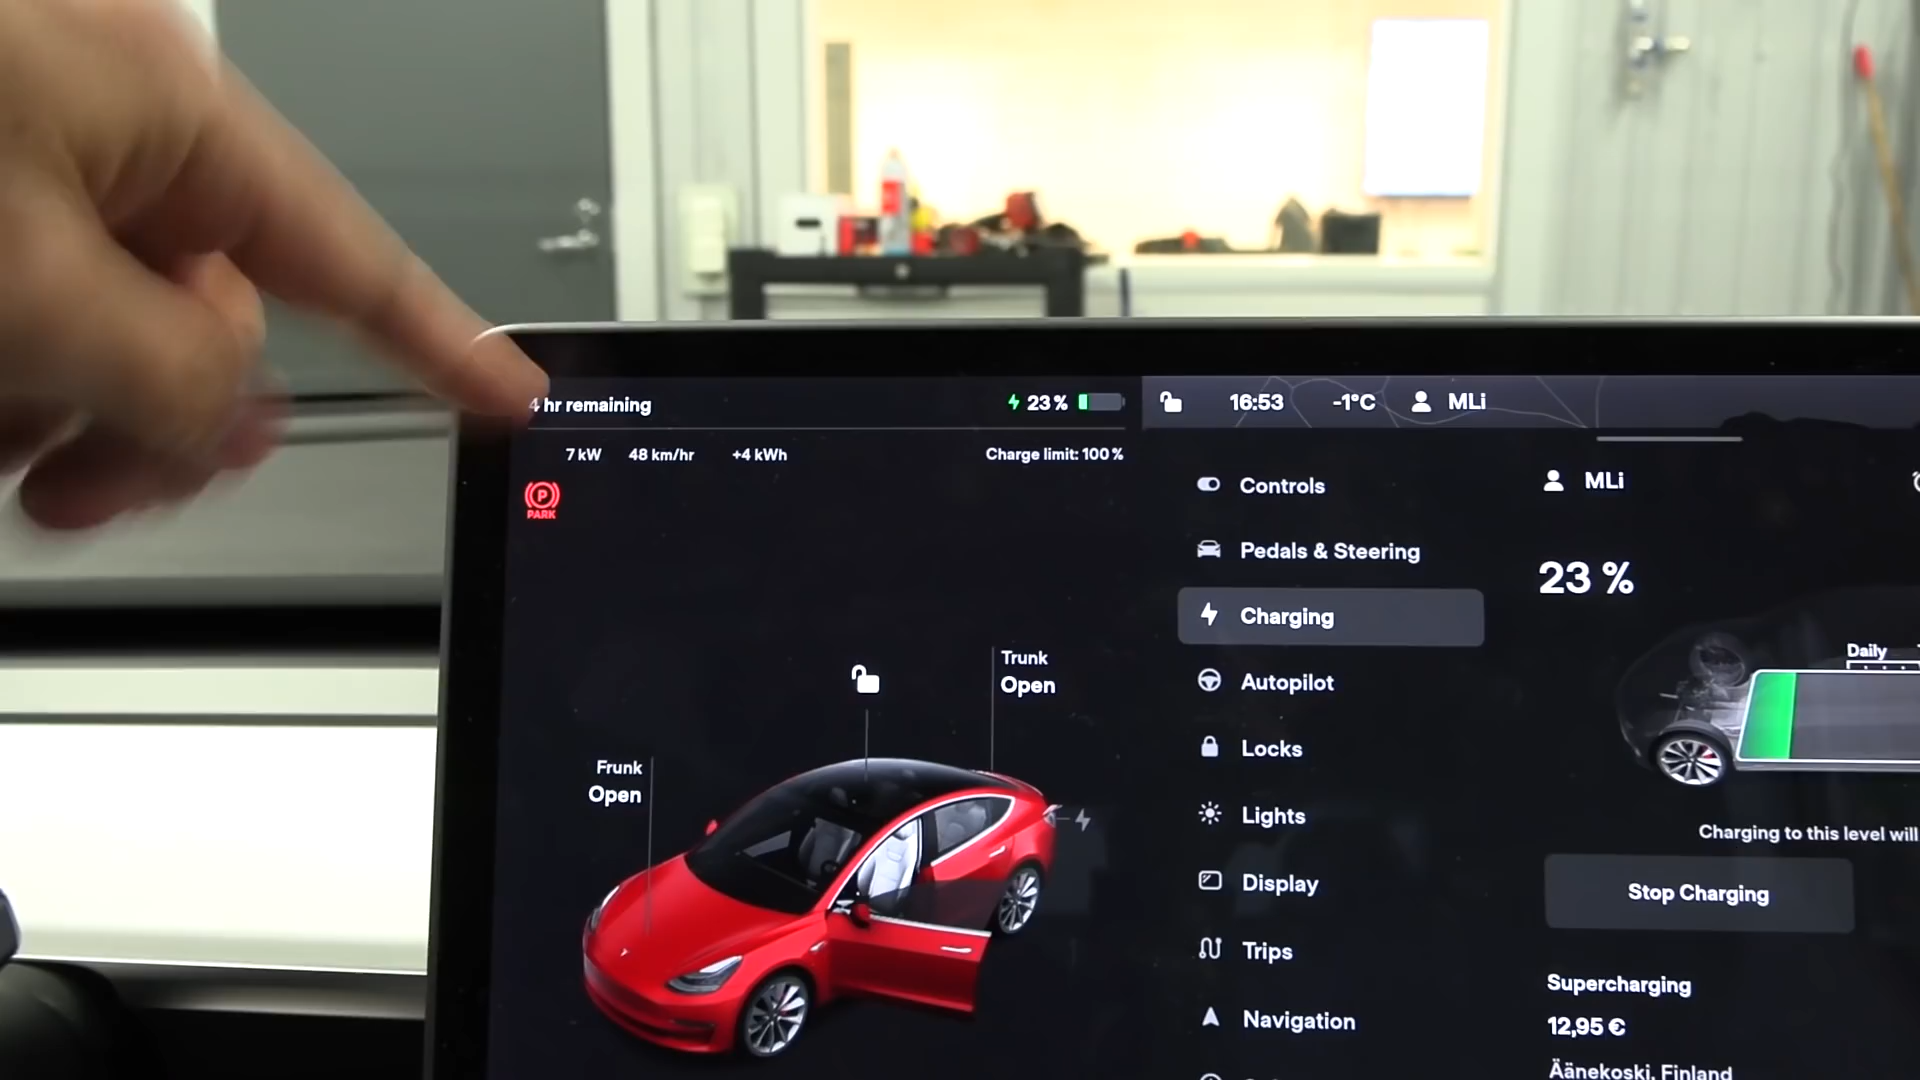 4 hr remaining
23 %
7 kW 48 km/hr +4 kWh
Charge limit: 100 %
P
PARK
Trunk
Open
Frunk
Open
16:53 -1°C MLi
Controls
Pedals & Steering
Charging
Autopilot
Locks
Lights
Display
Trips
Navigation
MLi
23 %
Daily
Charging to this level will
Stop Charging
Supercharging
12,95 €
Äänekoski, Finland